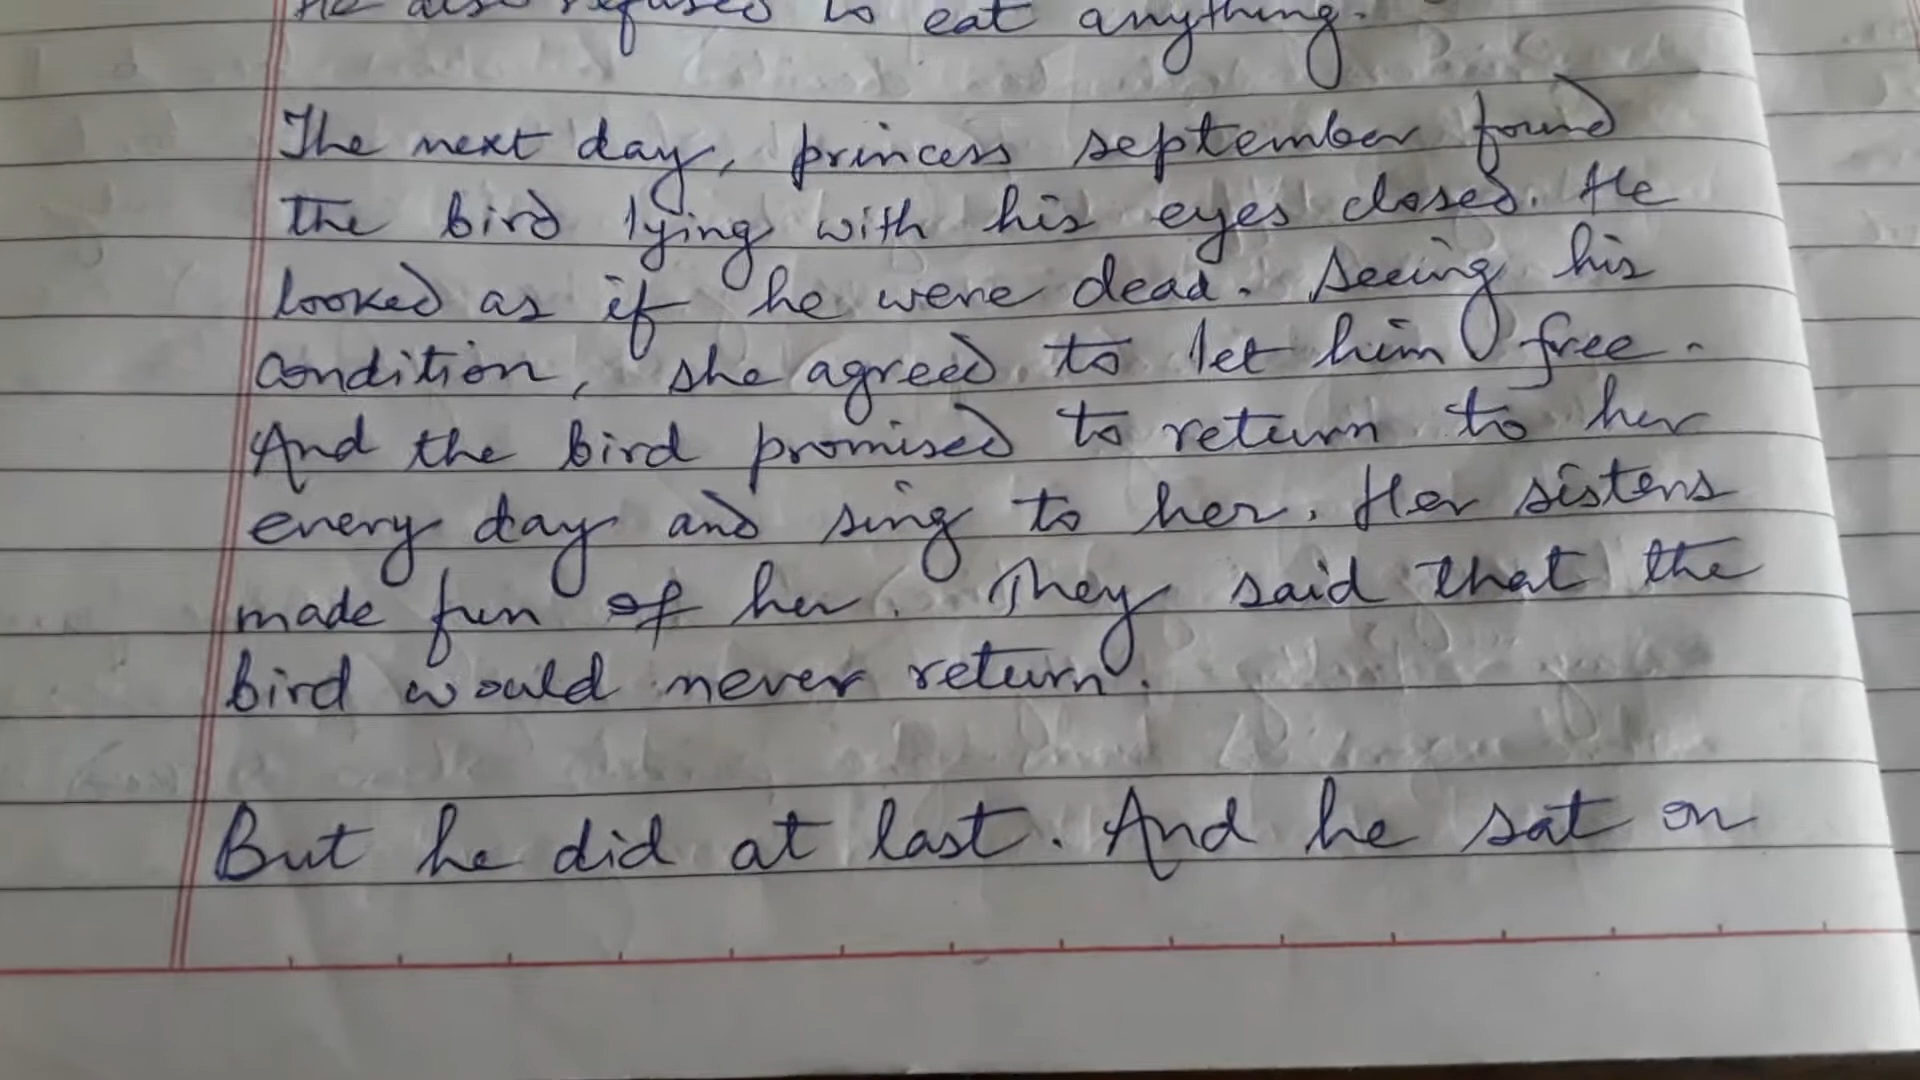 He also refused to eat anything.
The next day, princess september found
the bird lying with his eyes closed. He
looked as if he were dead. Seeing his
condition, she agreed to let him free.
And the bird promised to return to her
every day and sing to her. Her sisters
made fun of her. They said that the
bird would never return.
But he did at last. And he sat on